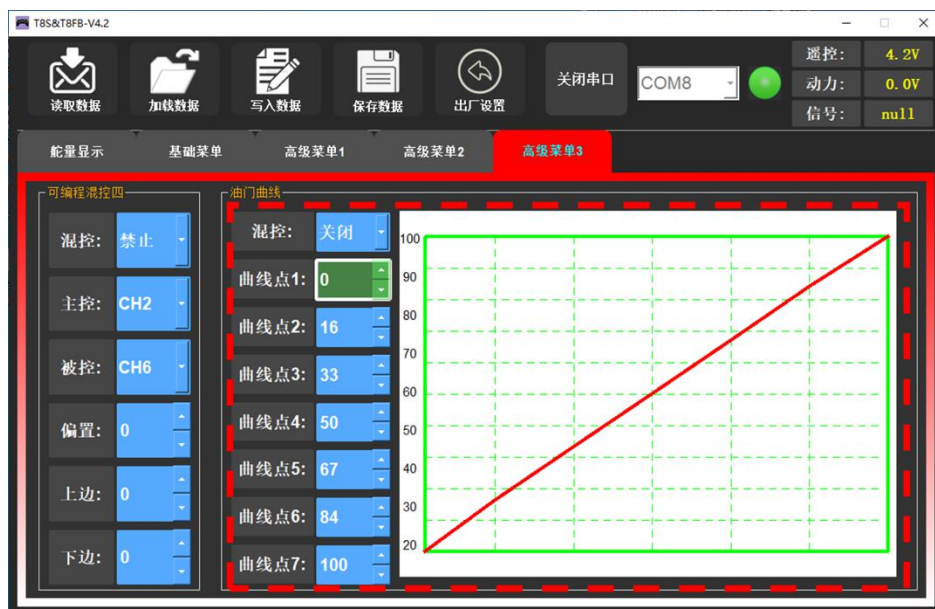 T8S&T8FB-V4.2
读取数据 加载数据 写入数据 保存数据 出厂设置 关闭串口 COM8
遥控: 4.2V
动力: 0.0V
信号: null
舵量显示 基础菜单 高级菜单1 高级菜单2 高级菜单3
可编程混控四
混控: 禁止
主控: CH2
被控: CH6
偏置: 0
上边: 0
下边: 0
油门曲线
混控: 关闭
曲线点1: 0
曲线点2: 16
曲线点3: 33
曲线点4: 50
曲线点5: 67
曲线点6: 84
曲线点7: 100
100
90
80
70
60
50
40
30
20